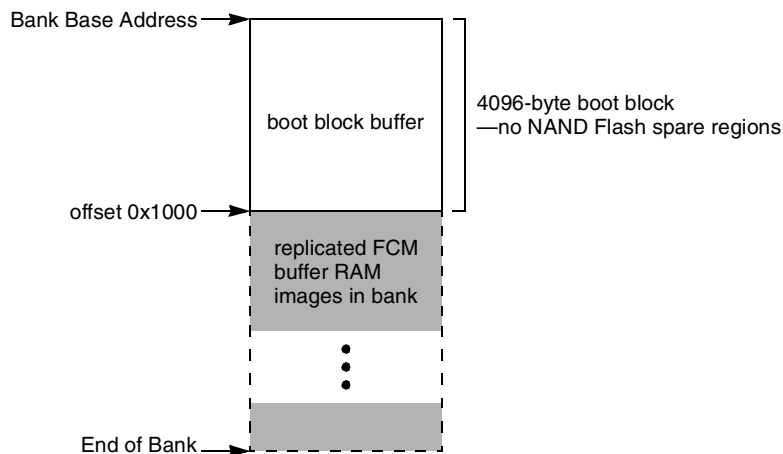 Bank Base Address
boot block buffer
4096-byte boot block
—no NAND Flash spare regions
offset 0x1000
replicated FCM
buffer RAM
images in bank
End of Bank